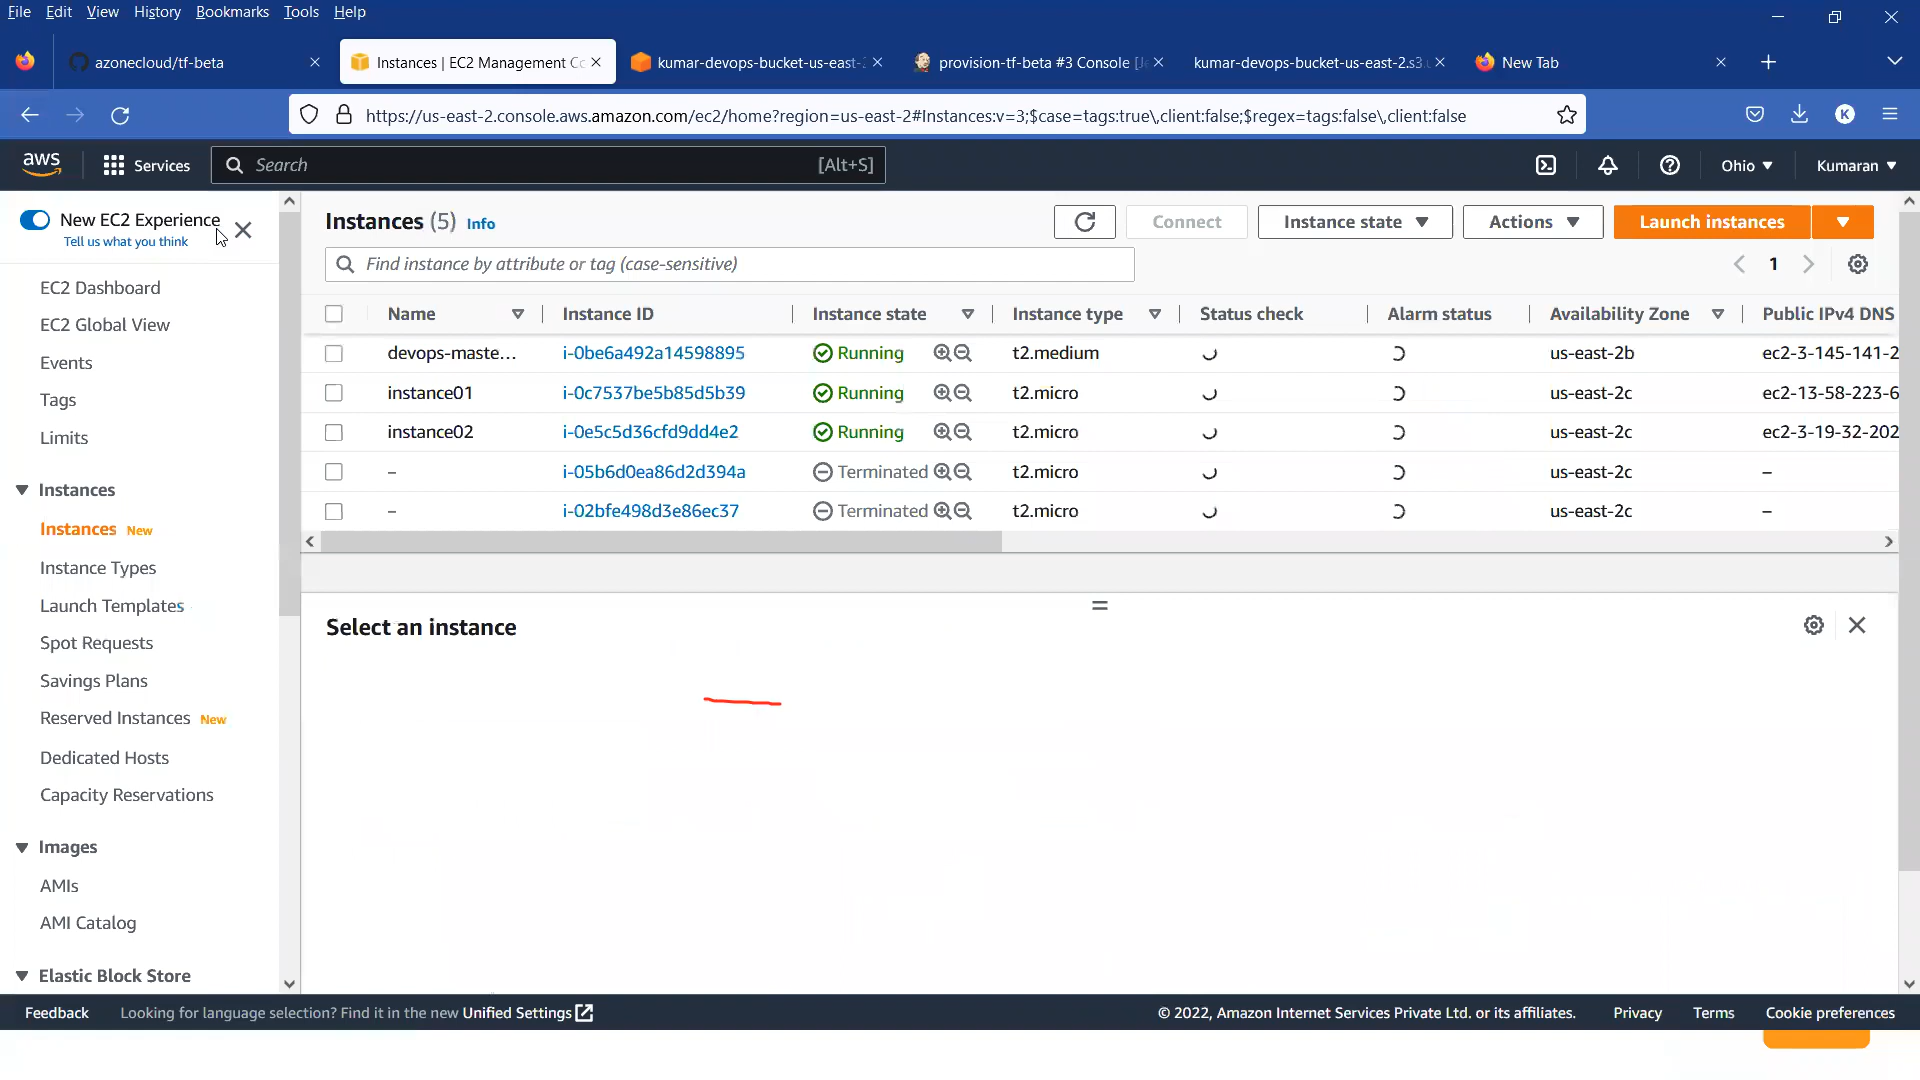 File Edit View History Bookmarks Tools Help
azonecloud/tf-beta
Instances | EC2 Management Co
kumar-devops-bucket-us-east-2
provision-tf-beta #3 Console [Je
kumar-devops-bucket-us-east-2.s3.
New Tab
https://us-east-2.console.aws.amazon.com/ec2/home?region=us-east-2#Instances:v=3;$case=tags:true\,client:false;$regex=tags:false\,client:false
K
aws Services Search [Alt+S] Ohio Kumaran
New EC2 Experience
Tell us what you think
EC2 Dashboard
EC2 Global View
Events
Tags
Limits
Instances
Instances New
Instance Types
Launch Templates
Spot Requests
Savings Plans
Reserved Instances New
Dedicated Hosts
Capacity Reservations
Images
AMIs
AMI Catalog
Elastic Block Store
Instances (5) Info
Connect Instance state Actions Launch instances
Find instance by attribute or tag (case-sensitive)
1
Name Instance ID Instance state Instance type Status check Alarm status Availability Zone Public IPv4 DNS
devops-maste... i-0be6a492a14598895 Running t2.medium us-east-2b ec2-3-145-141-2
instance01 i-0c7537be5b85d5b39 Running t2.micro us-east-2c ec2-13-58-223-6
instance02 i-0e5c5d36cfd9dd4e2 Running t2.micro us-east-2c ec2-3-19-32-202
– i-05b6d0ea86d2d394a Terminated t2.micro us-east-2c –
– i-02bfe498d3e86ec37 Terminated t2.micro us-east-2c –
Select an instance
Feedback Looking for language selection? Find it in the new Unified Settings © 2022, Amazon Internet Services Private Ltd. or its affiliates. Privacy Terms Cookie preferences